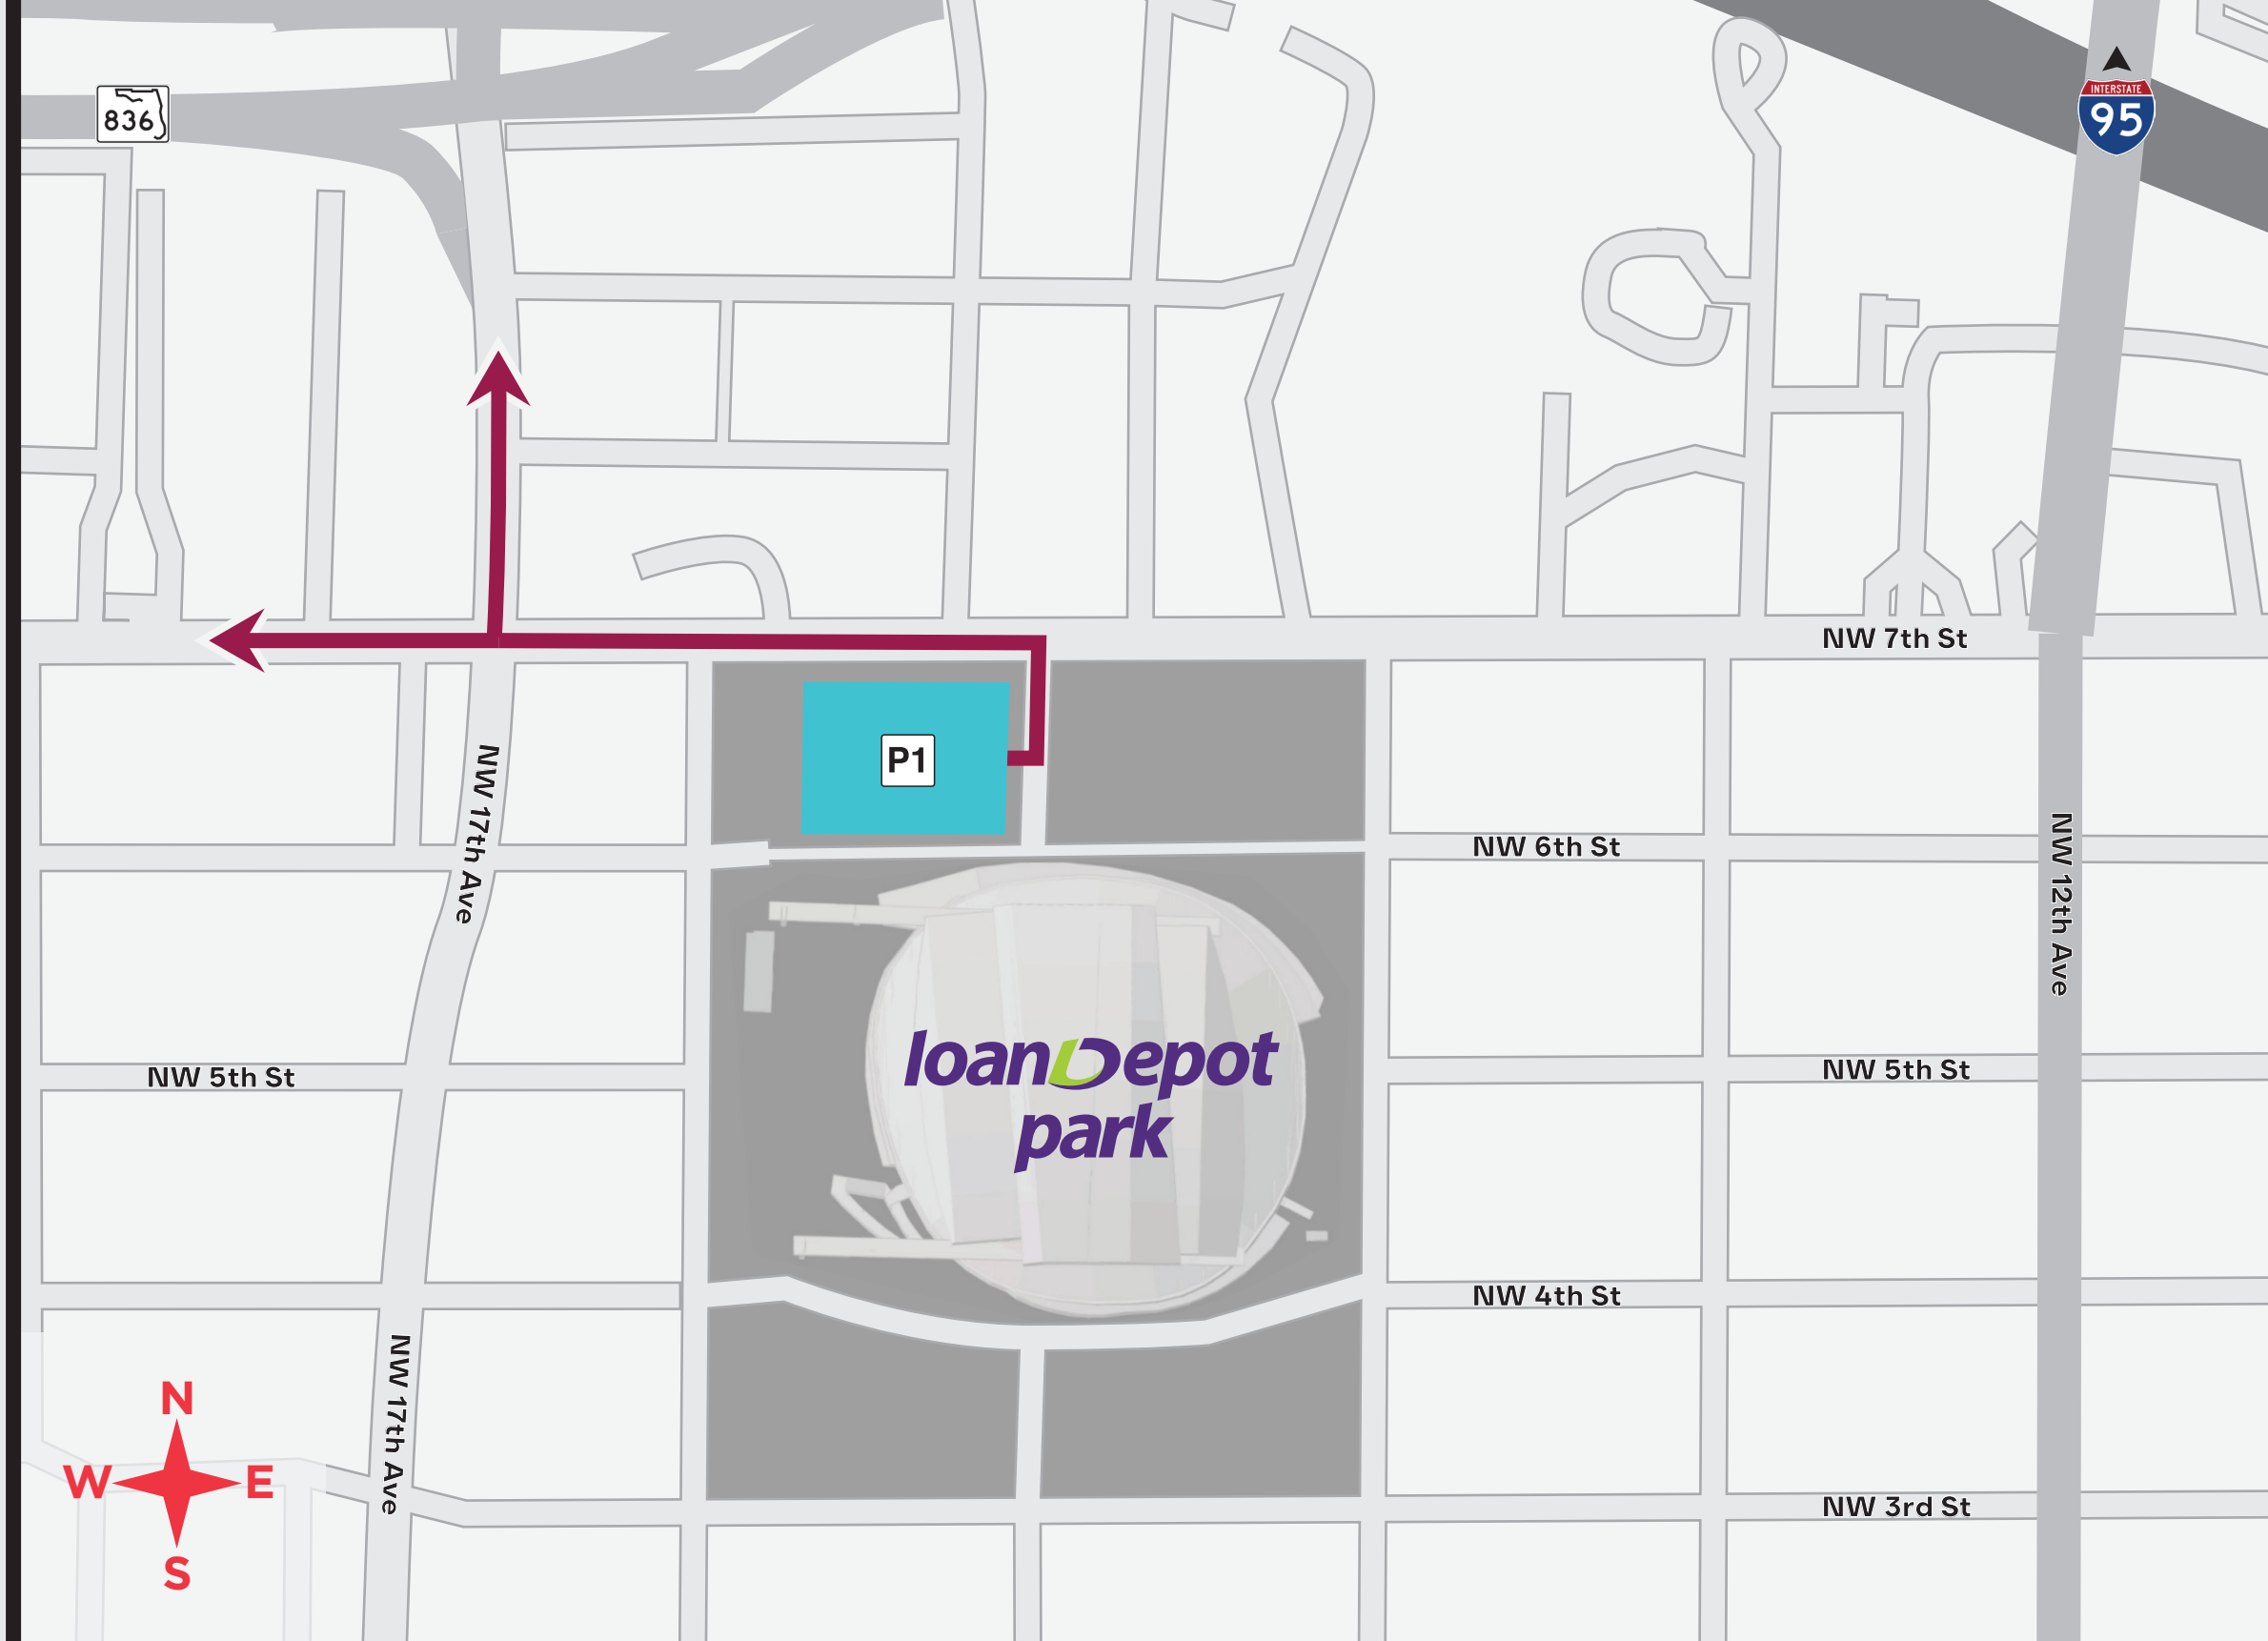 836
INTERSTATE
95
NW 7th St
P1
NW 17th Ave
NW 6th St
NW 12th Ave
loanDepot
park
NW 5th St
NW 5th St
NW 4th St
NW 17th Ave
N
W E
S
NW 3rd St